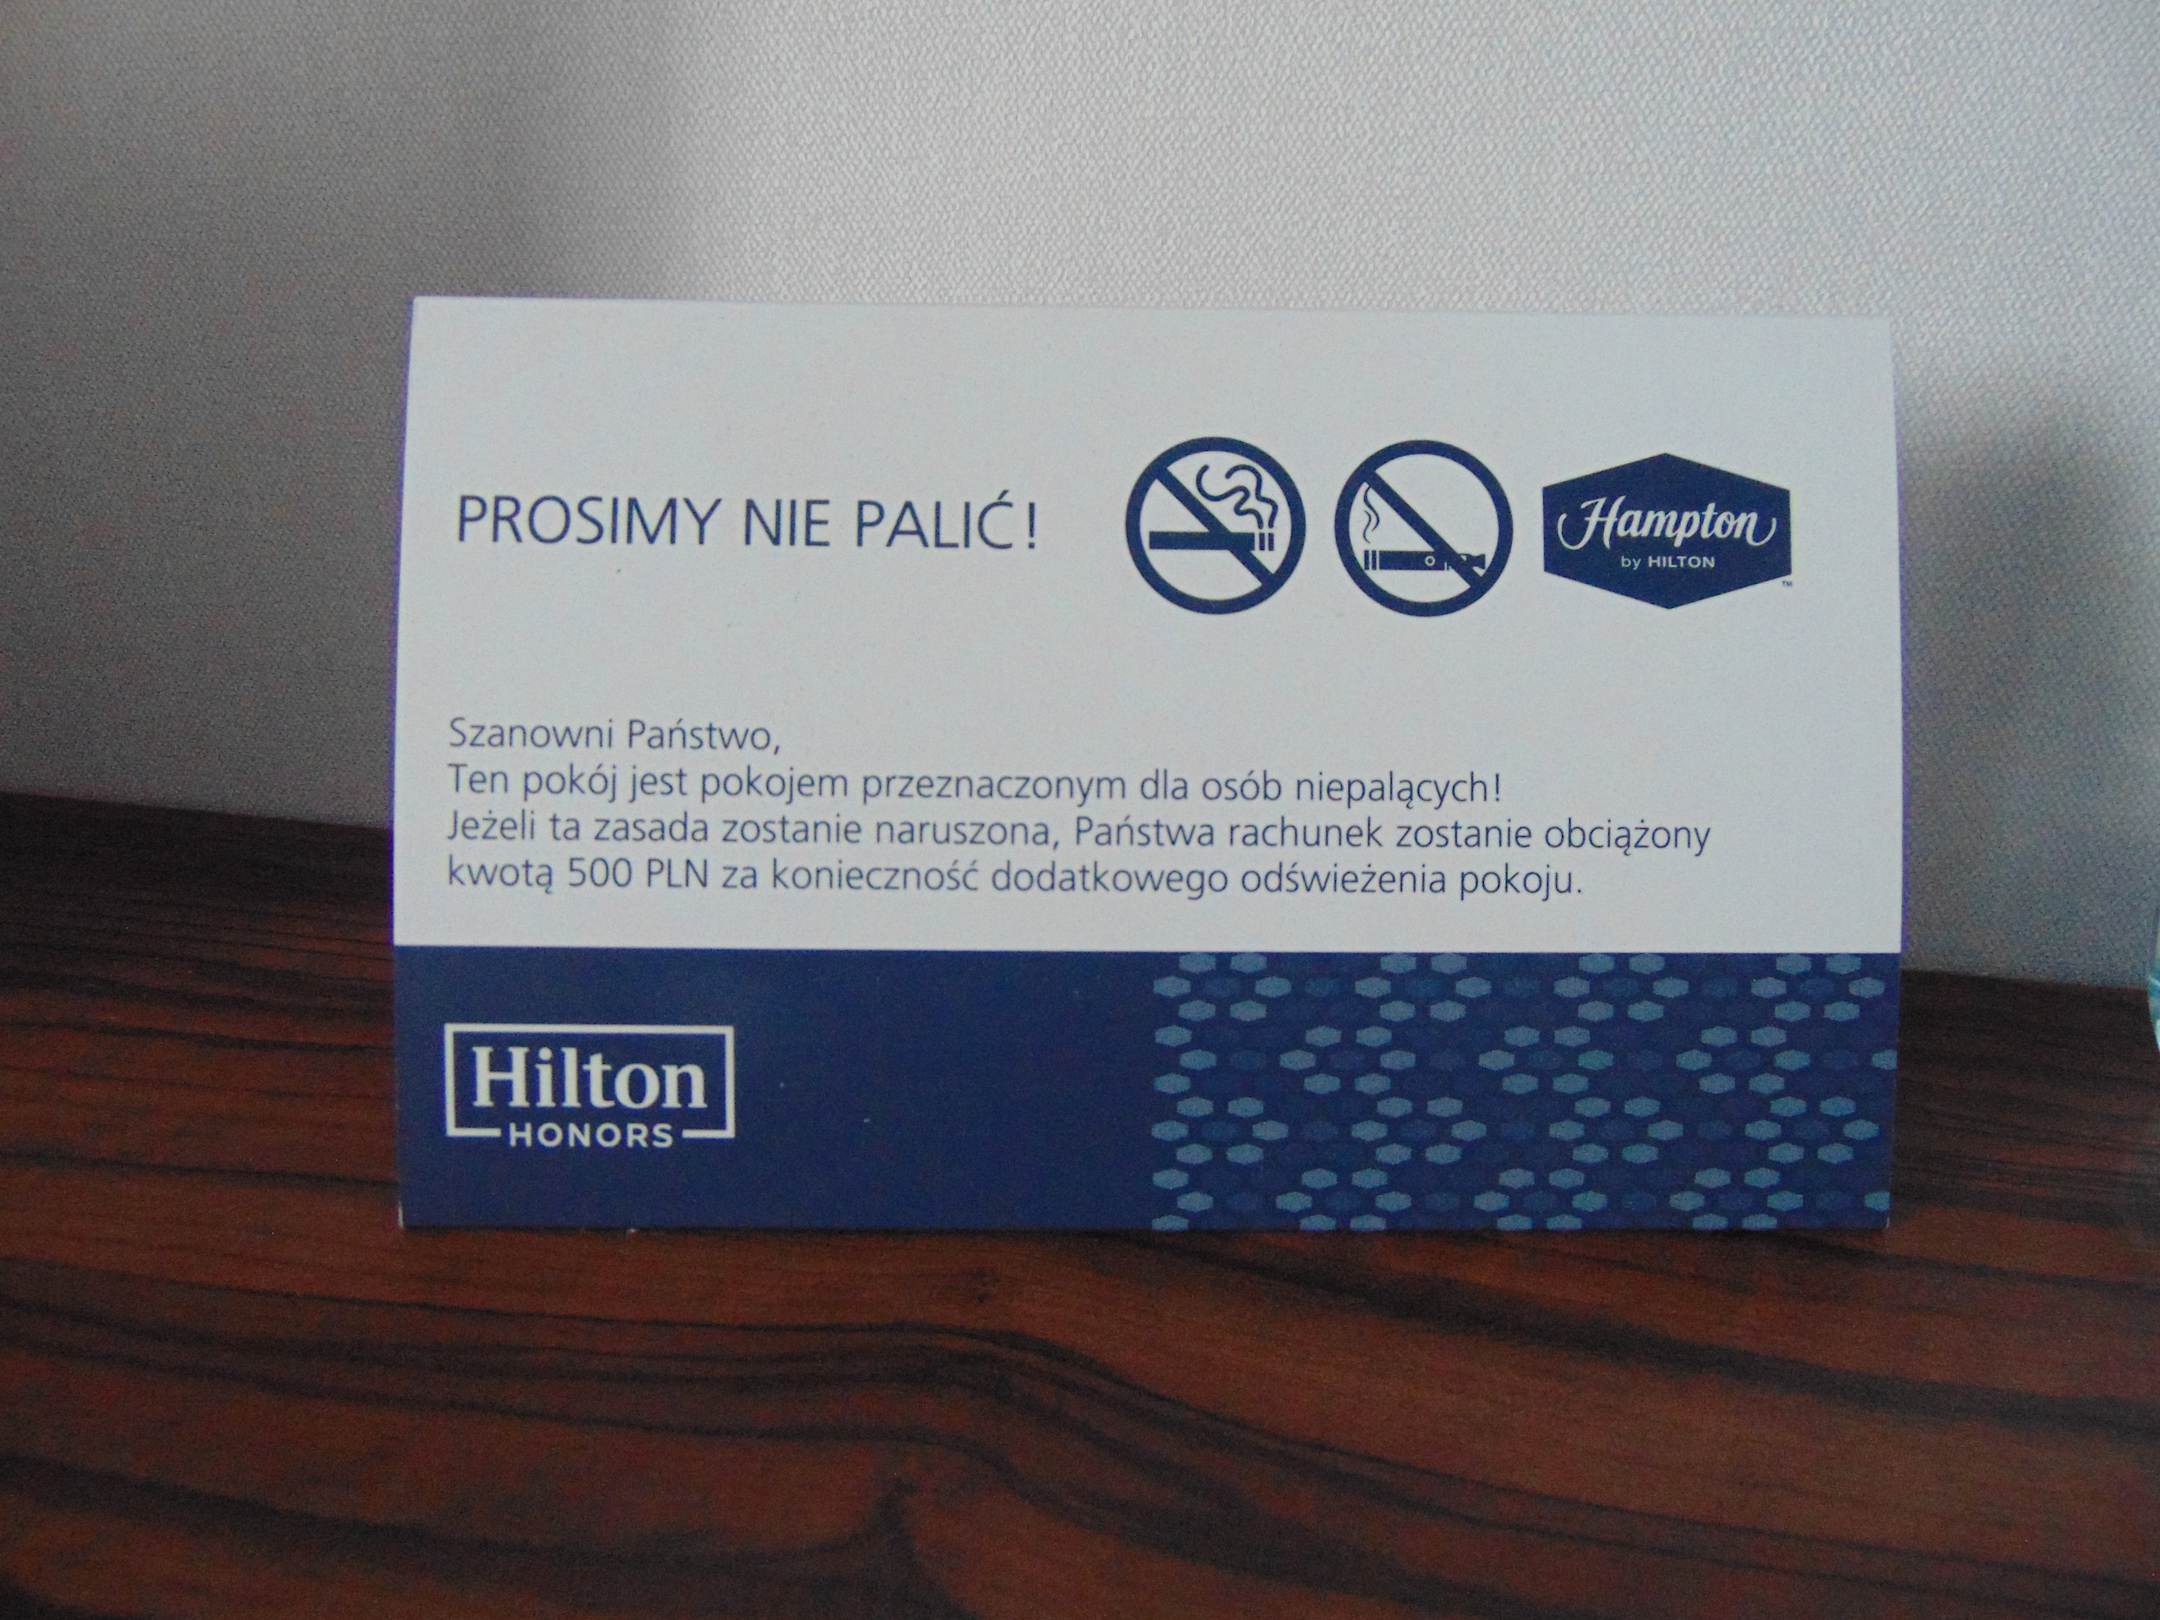 PROSIMY NIE PALIĆ!
Hampton
by HILTON
TM
Szanowni Państwo,
Ten pokój jest pokojem przeznaczonym dla osób niepalących!
Jeżeli ta zasada zostanie naruszona, Państwa rachunek zostanie obciążony
kwotą 500 PLN za konieczność dodatkowego odświeżenia pokoju.
Hilton
HONORS